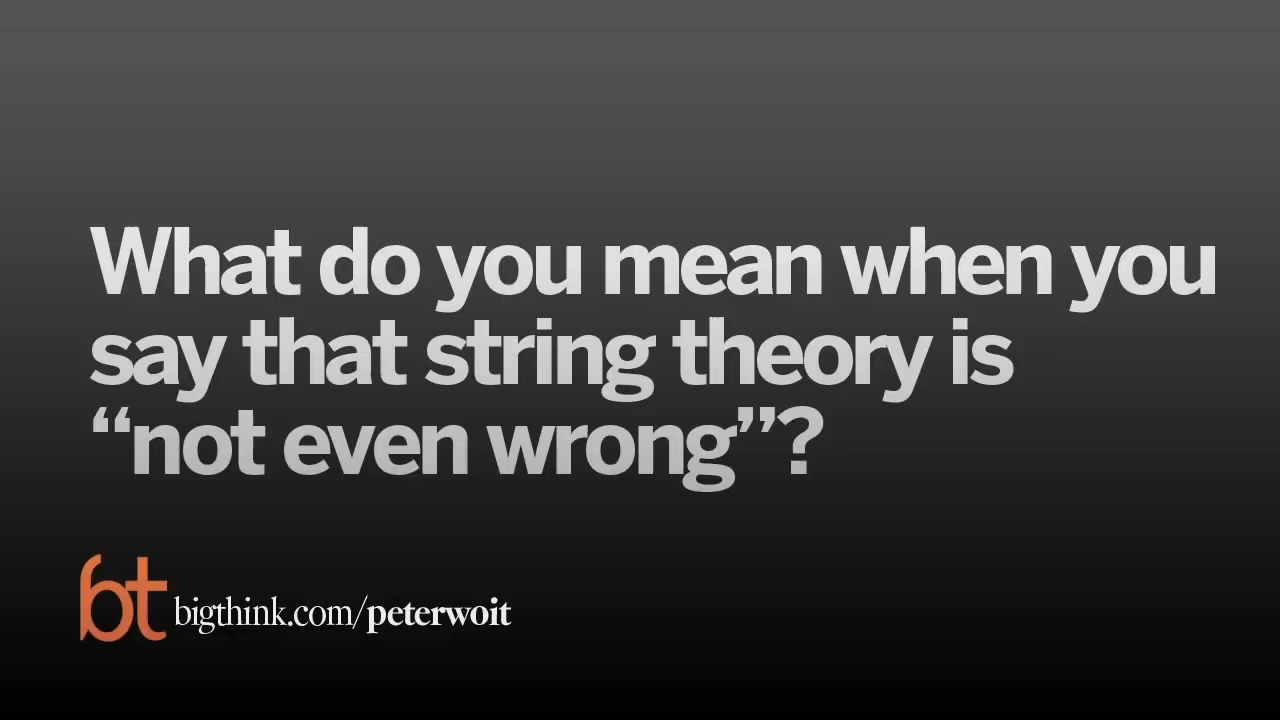 What do you mean when you
say that string theory is
“not even wrong”?
bt bigthink.com/peterwoit